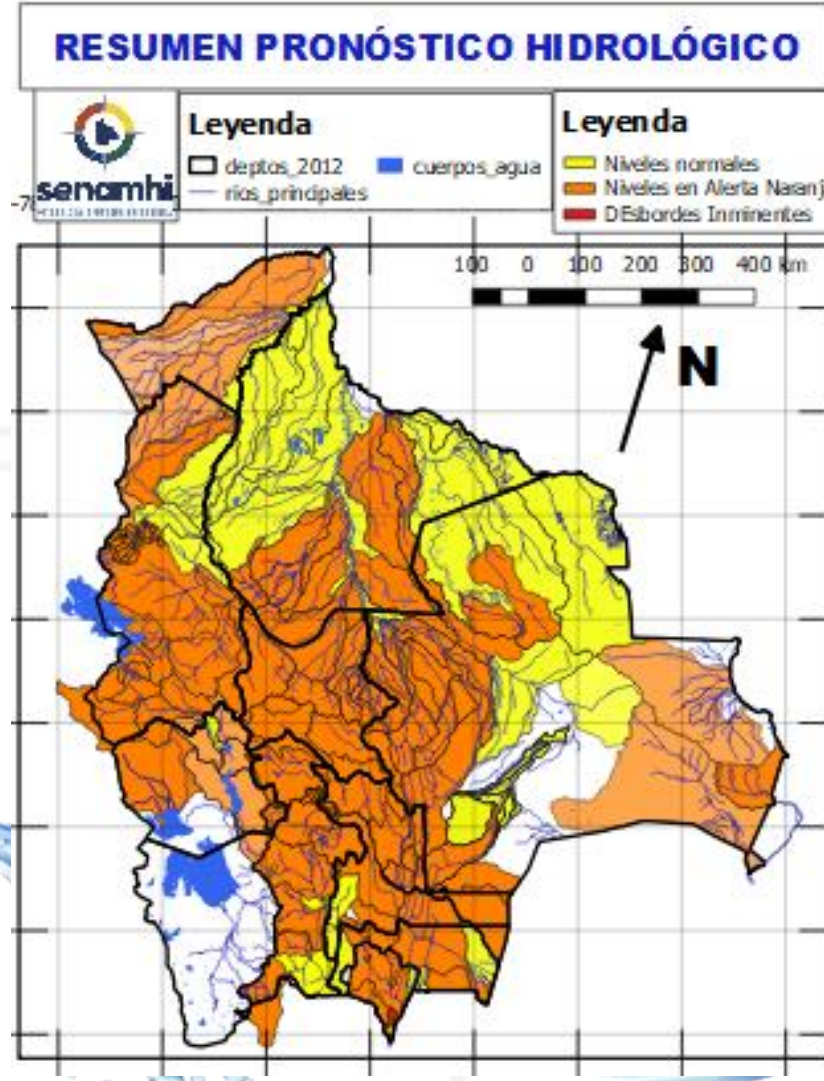 RESUMEN PRONÓSTICO HIDROLÓGICO
senamhi
Leyenda
deptos_2012
cuerpos_agua
rios_principales
Leyenda
Niveles normales
Niveles en Alerta Naranj
DEsbordes Inminentes
100 0 100 200 300 400 km
N